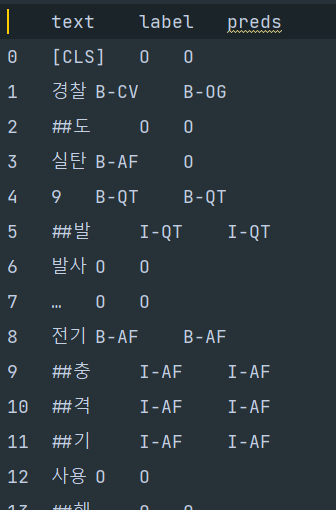 text label preds
0 [CLS] O O
1 경찰 B-CV B-OG
2 ##도 O O
3 실탄 B-AF O
4 9 B-QT B-QT
5 ##발 I-QT I-QT
6 발사 O O
7 … O O
8 전기 B-AF B-AF
9 ##충 I-AF I-AF
10 ##격 I-AF I-AF
11 ##기 I-AF I-AF
12 사용 O O